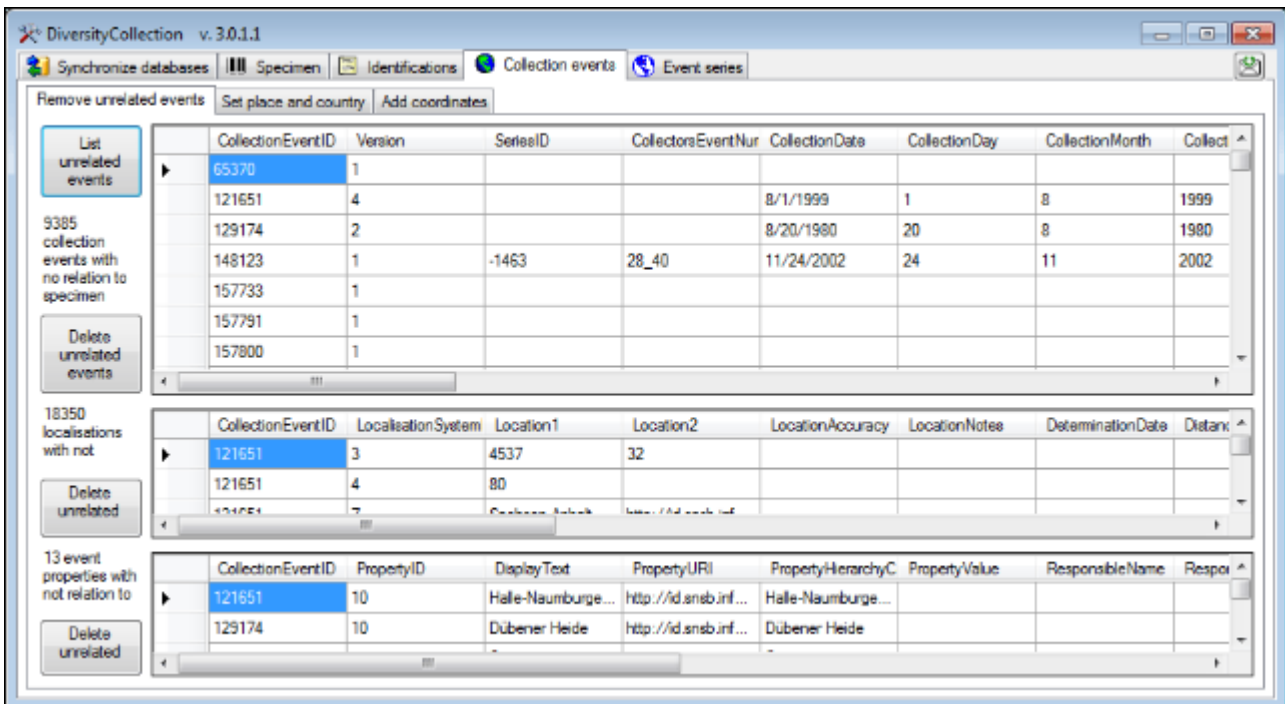 DiversityCollection v. 3.0.1.1
Synchronize databases Specimen Identifications Collection events Event series
Remove unrelated events Set place and country Add coordinates
List
unrelated
events
9385
collection
events with
no relation to
specimen
Delete
unrelated
events
CollectionEventID Version SeriesID CollectorsEventNur CollectionDate CollectionDay CollectionMonth Collect
65370 1
121651 4 8/1/1999 1 8 1999
129174 2 8/20/1980 20 8 1980
148123 1 -1463 28_40 11/24/2002 24 11 2002
157733 1
157791 1
157800 1
18350
localisations
with not
Delete
unrelated
CollectionEventID LocalisationSystemI Location1 Location2 LocationAccuracy LocationNotes DeterminationDate Distanc
121651 3 4537 32
121651 4 80
121651 7 Sachsen-Anhalt
13 event
properties with
not relation to
Delete
unrelated
CollectionEventID PropertyID DisplayText PropertyURI PropertyHierarchyC PropertyValue ResponsibleName Respor
121651 10 Halle-Naumburge... http://id.snsb.inf... Halle-Naumburge...
129174 10 Dübener Heide http://id.snsb.inf... Dübener Heide